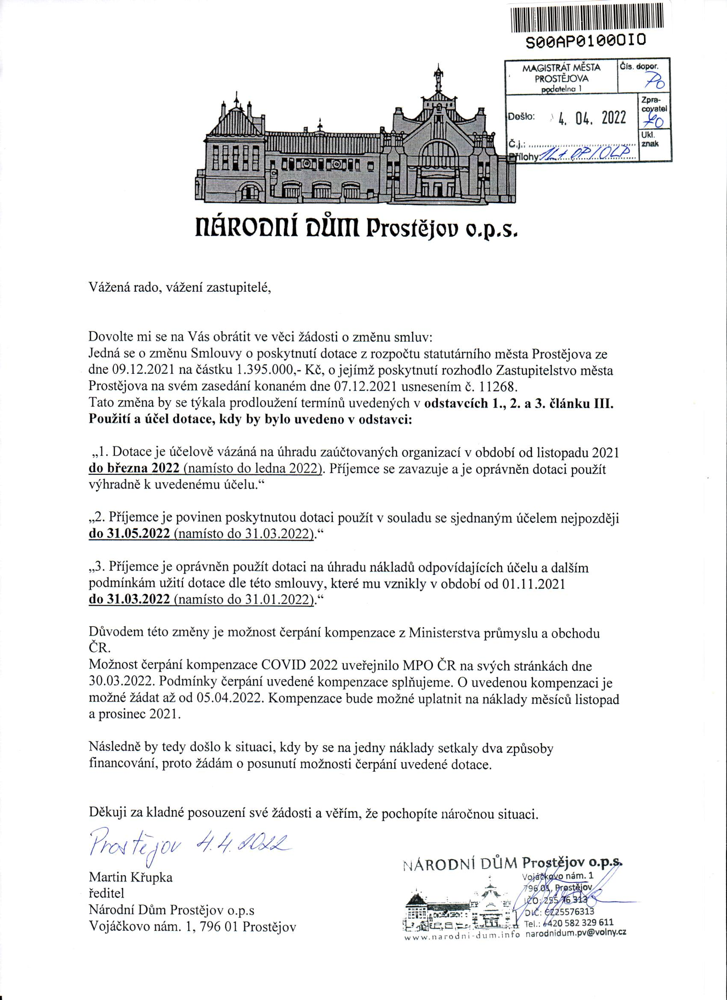 S00AP0100OIO
MAGISTRÁT MĚSTA
PROSTĚJOVA
podatelna 1
Čís. dopor.
Došlo: 4. 04. 2022
Zpra-
covatel
Č.j.:
Ukl.
znak
Přílohy:
NÁRODNÍ DŮM Prostějov o.p.s.
Vážená rado, vážení zastupitelé,
Dovolte mi se na Vás obrátit ve věci žádosti o změnu smluv:
Jedná se o změnu Smlouvy o poskytnutí dotace z rozpočtu statutárního města Prostějova ze
dne 09.12.2021 na částku 1.395.000,- Kč, o jejímž poskytnutí rozhodlo Zastupitelstvo města
Prostějova na svém zasedání konaném dne 07.12.2021 usnesením č. 11268.
Tato změna by se týkala prodloužení termínů uvedených v odstavcích 1., 2. a 3. článku III.
Použití a účel dotace, kdy by bylo uvedeno v odstavci:
„1. Dotace je účelově vázáná na úhradu zaúčtovaných organizací v období od listopadu 2021
do března 2022 (namísto do ledna 2022). Příjemce se zavazuje a je oprávněn dotaci použít
výhradně k uvedenému účelu.“
„2. Příjemce je povinen poskytnutou dotaci použít v souladu se sjednaným účelem nejpozději
do 31.05.2022 (namísto do 31.03.2022).“
„3. Příjemce je oprávněn použít dotaci na úhradu nákladů odpovídajících účelu a dalším
podmínkám užití dotace dle této smlouvy, které mu vznikly v období od 01.11.2021
do 31.03.2022 (namísto do 31.01.2022).“
Důvodem této změny je možnost čerpání kompenzace z Ministerstva průmyslu a obchodu
ČR.
Možnost čerpání kompenzace COVID 2022 uveřejnilo MPO ČR na svých stránkách dne
30.03.2022. Podmínky čerpání uvedené kompenzace splňujeme. O uvedenou kompenzaci je
možné žádat až od 05.04.2022. Kompenzace bude možné uplatnit na náklady měsíců listopad
a prosinec 2021.
Následně by tedy došlo k situaci, kdy by se na jedny náklady setkaly dva způsoby
financování, proto žádám o posunutí možnosti čerpání uvedené dotace.
Děkuji za kladné posouzení své žádosti a věřím, že pochopíte náročnou situaci.
Prostějov 4.4.2022
Martin Křupka
ředitel
Národní Dům Prostějov o.p.s
Vojáčkovo nám. 1, 796 01 Prostějov
NÁRODNÍ DŮM Prostějov o.p.s.
Vojáčkovo nám. 1
796 01, Prostějov
IČO: 255 76 313
DIČ: CZ25576313
Tel.: +420 582 329 611
www.narodni-dum.info narodnidum.pv@volny.cz